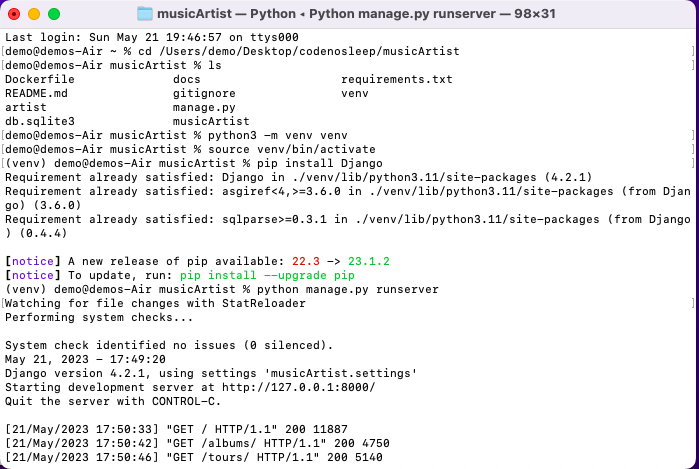 musicArtist — Python ◂ Python manage.py runserver — 98×31
Last login: Sun May 21 19:46:57 on ttys000
[demo@demos-Air ~ % cd /Users/demo/Desktop/codenosleep/musicArtist ]
[demo@demos-Air musicArtist % ls ]
Dockerfile docs requirements.txt
README.md gitignore venv
artist manage.py
db.sqlite3 musicArtist
[demo@demos-Air musicArtist % python3 -m venv venv ]
[demo@demos-Air musicArtist % source venv/bin/activate ]
[(venv) demo@demos-Air musicArtist % pip install Django ]
Requirement already satisfied: Django in ./venv/lib/python3.11/site-packages (4.2.1)
Requirement already satisfied: asgiref<4,>=3.6.0 in ./venv/lib/python3.11/site-packages (from Djan
go) (3.6.0)
Requirement already satisfied: sqlparse>=0.3.1 in ./venv/lib/python3.11/site-packages (from Django
) (0.4.4)
[notice] A new release of pip available: 22.3 -> 23.1.2
[notice] To update, run: pip install --upgrade pip
(venv) demo@demos-Air musicArtist % python manage.py runserver
[Watching for file changes with StatReloader ]
Performing system checks...
System check identified no issues (0 silenced).
May 21, 2023 - 17:49:20
Django version 4.2.1, using settings 'musicArtist.settings'
Starting development server at http://127.0.0.1:8000/
Quit the server with CONTROL-C.
[21/May/2023 17:50:33] "GET / HTTP/1.1" 200 11887
[21/May/2023 17:50:42] "GET /albums/ HTTP/1.1" 200 4750
[21/May/2023 17:50:46] "GET /tours/ HTTP/1.1" 200 5140